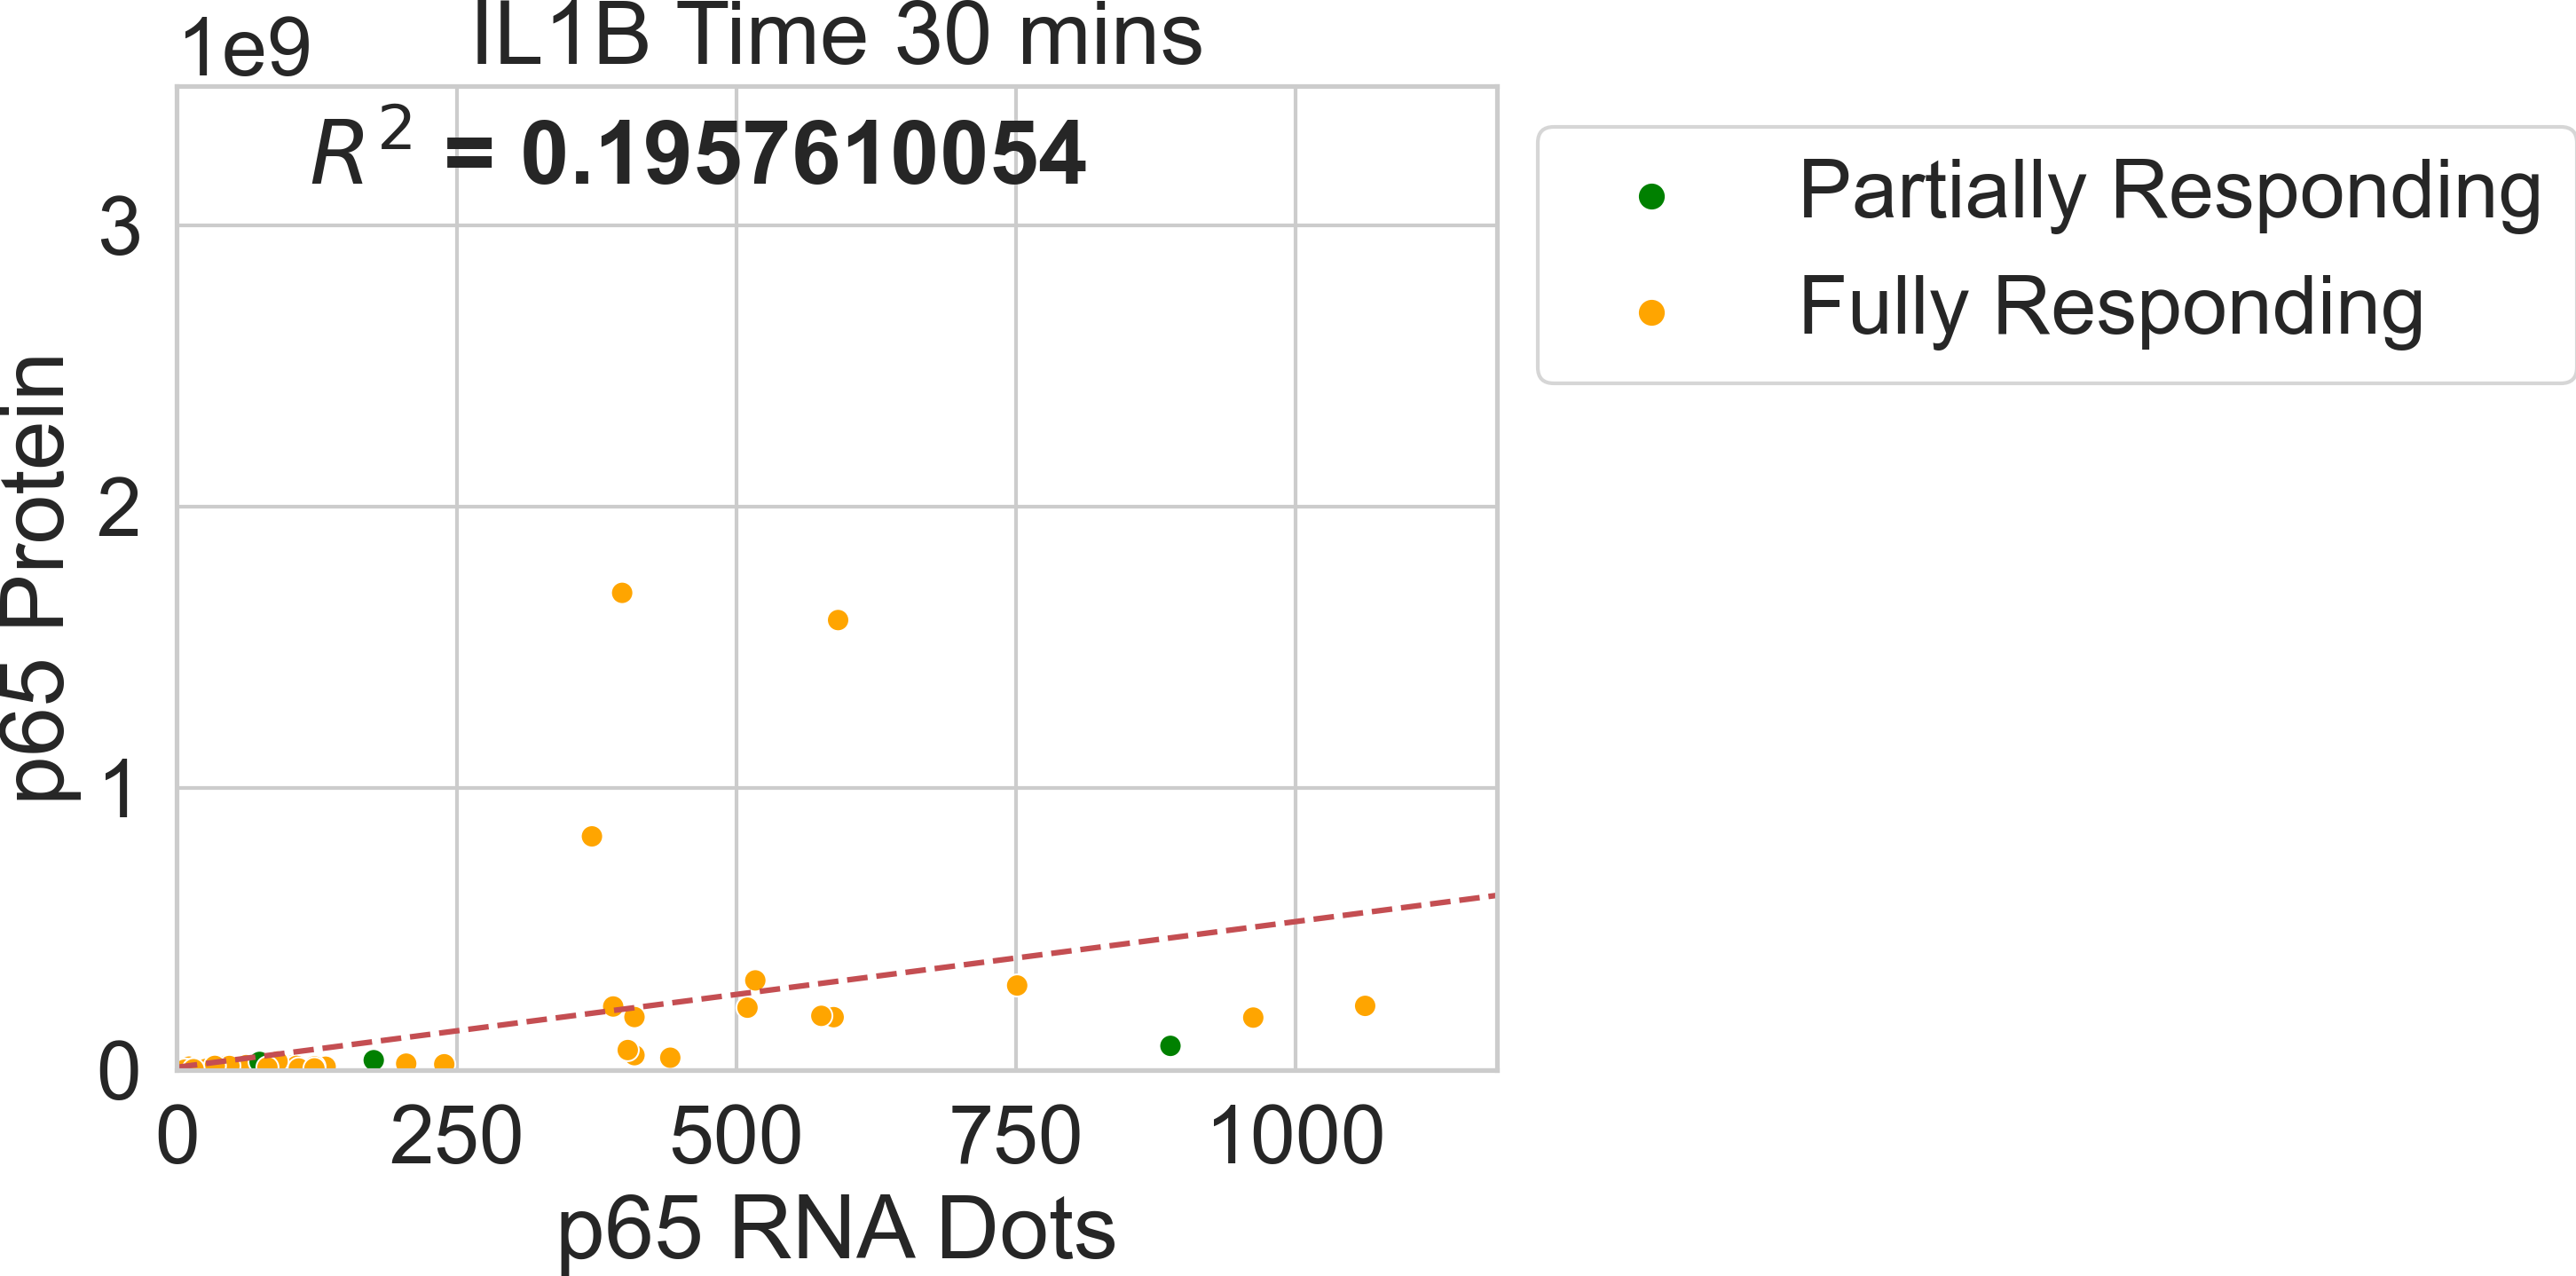 IL1B Time 30 mins
1e9
R² = 0.1957610054
Partially Responding
Fully Responding
3
2
1
0
p65 Protein
0 250 500 750 1000
p65 RNA Dots